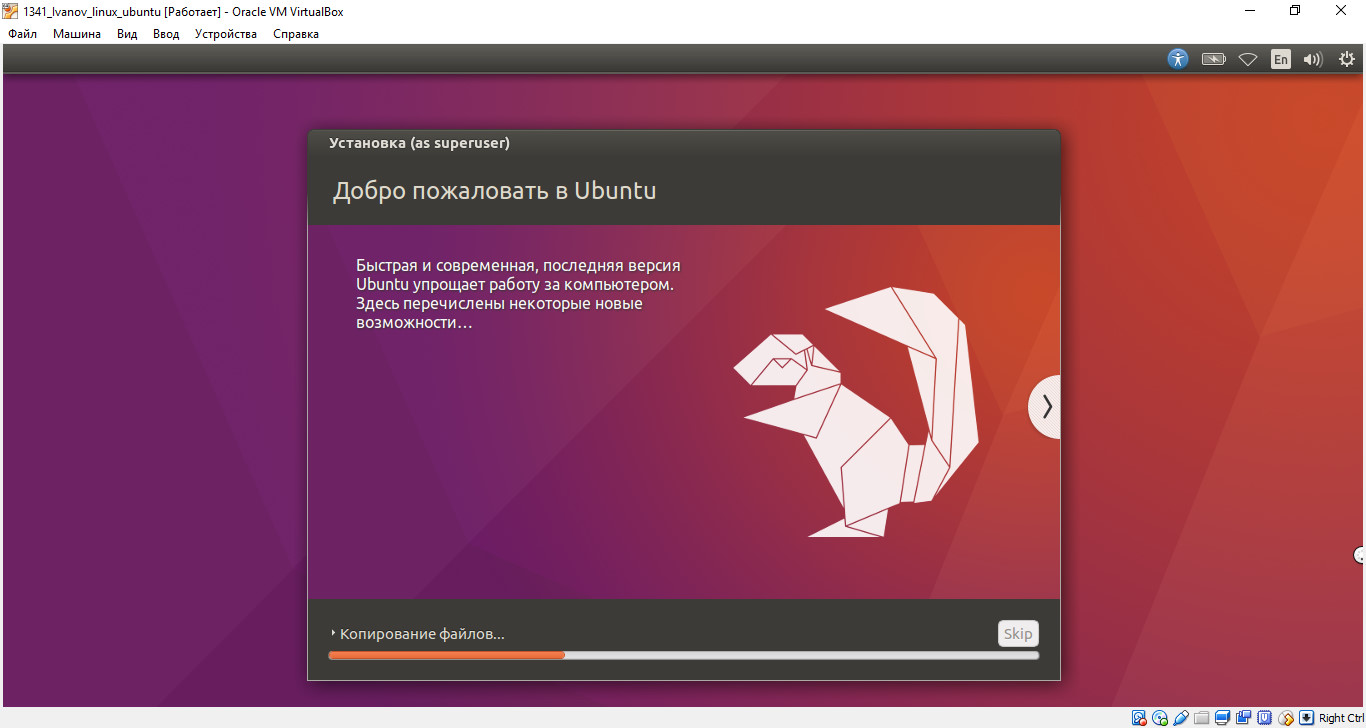 1341_Ivanov_linux_ubuntu [Работает] - Oracle VM VirtualBox
Файл Машина Вид Ввод Устройства Справка
En
Установка (as superuser)
Добро пожаловать в Ubuntu
Быстрая и современная, последняя версия
Ubuntu упрощает работу за компьютером.
Здесь перечислены некоторые новые
возможности...
Копирование файлов...
Skip
Right Ctrl